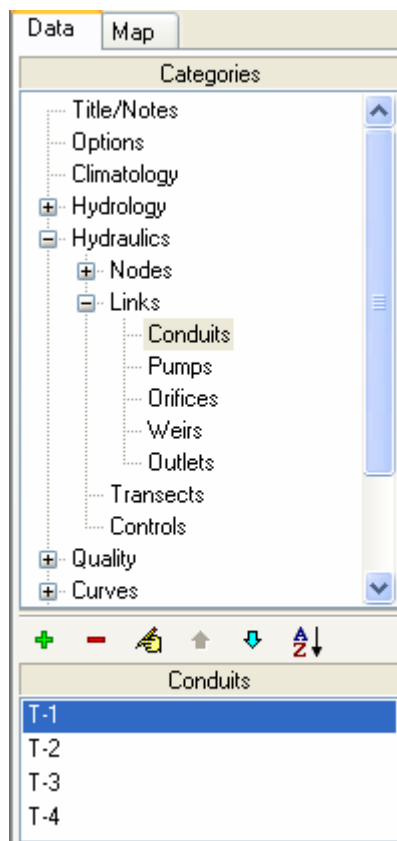 Data Map
Categories
Title/Notes
Options
Climatology
Hydrology
Hydraulics
Nodes
Links
Conduits
Pumps
Orifices
Weirs
Outlets
Transects
Controls
Quality
Curves
A
Z
Conduits
T-1
T-2
T-3
T-4